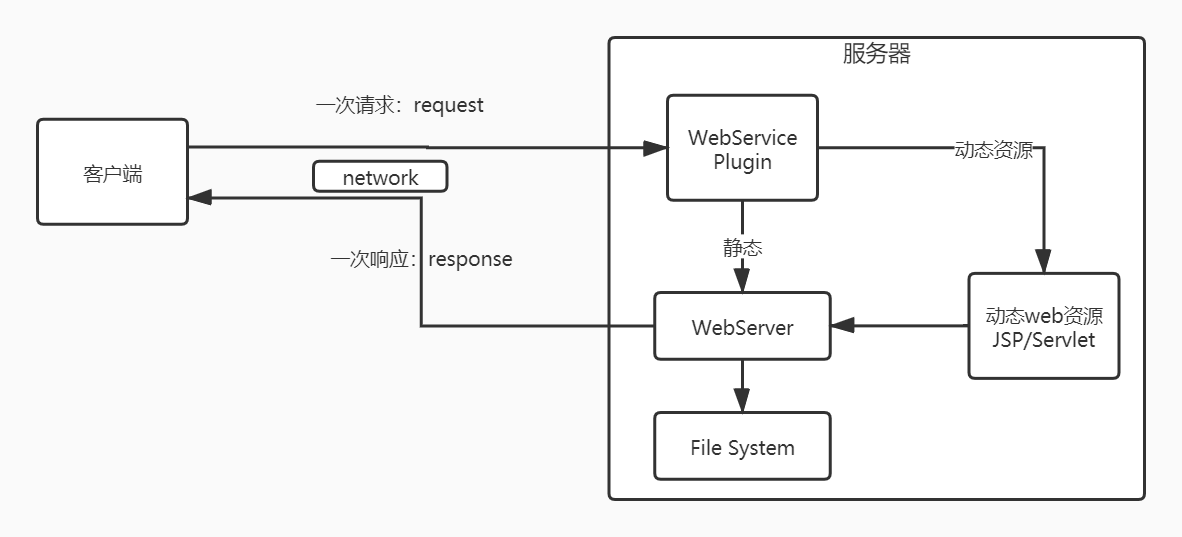 服务器
一次请求：request
WebService
Plugin
动态资源
客户端
network
静态
一次响应：response
WebServer
动态web资源
JSP/Servlet
File System